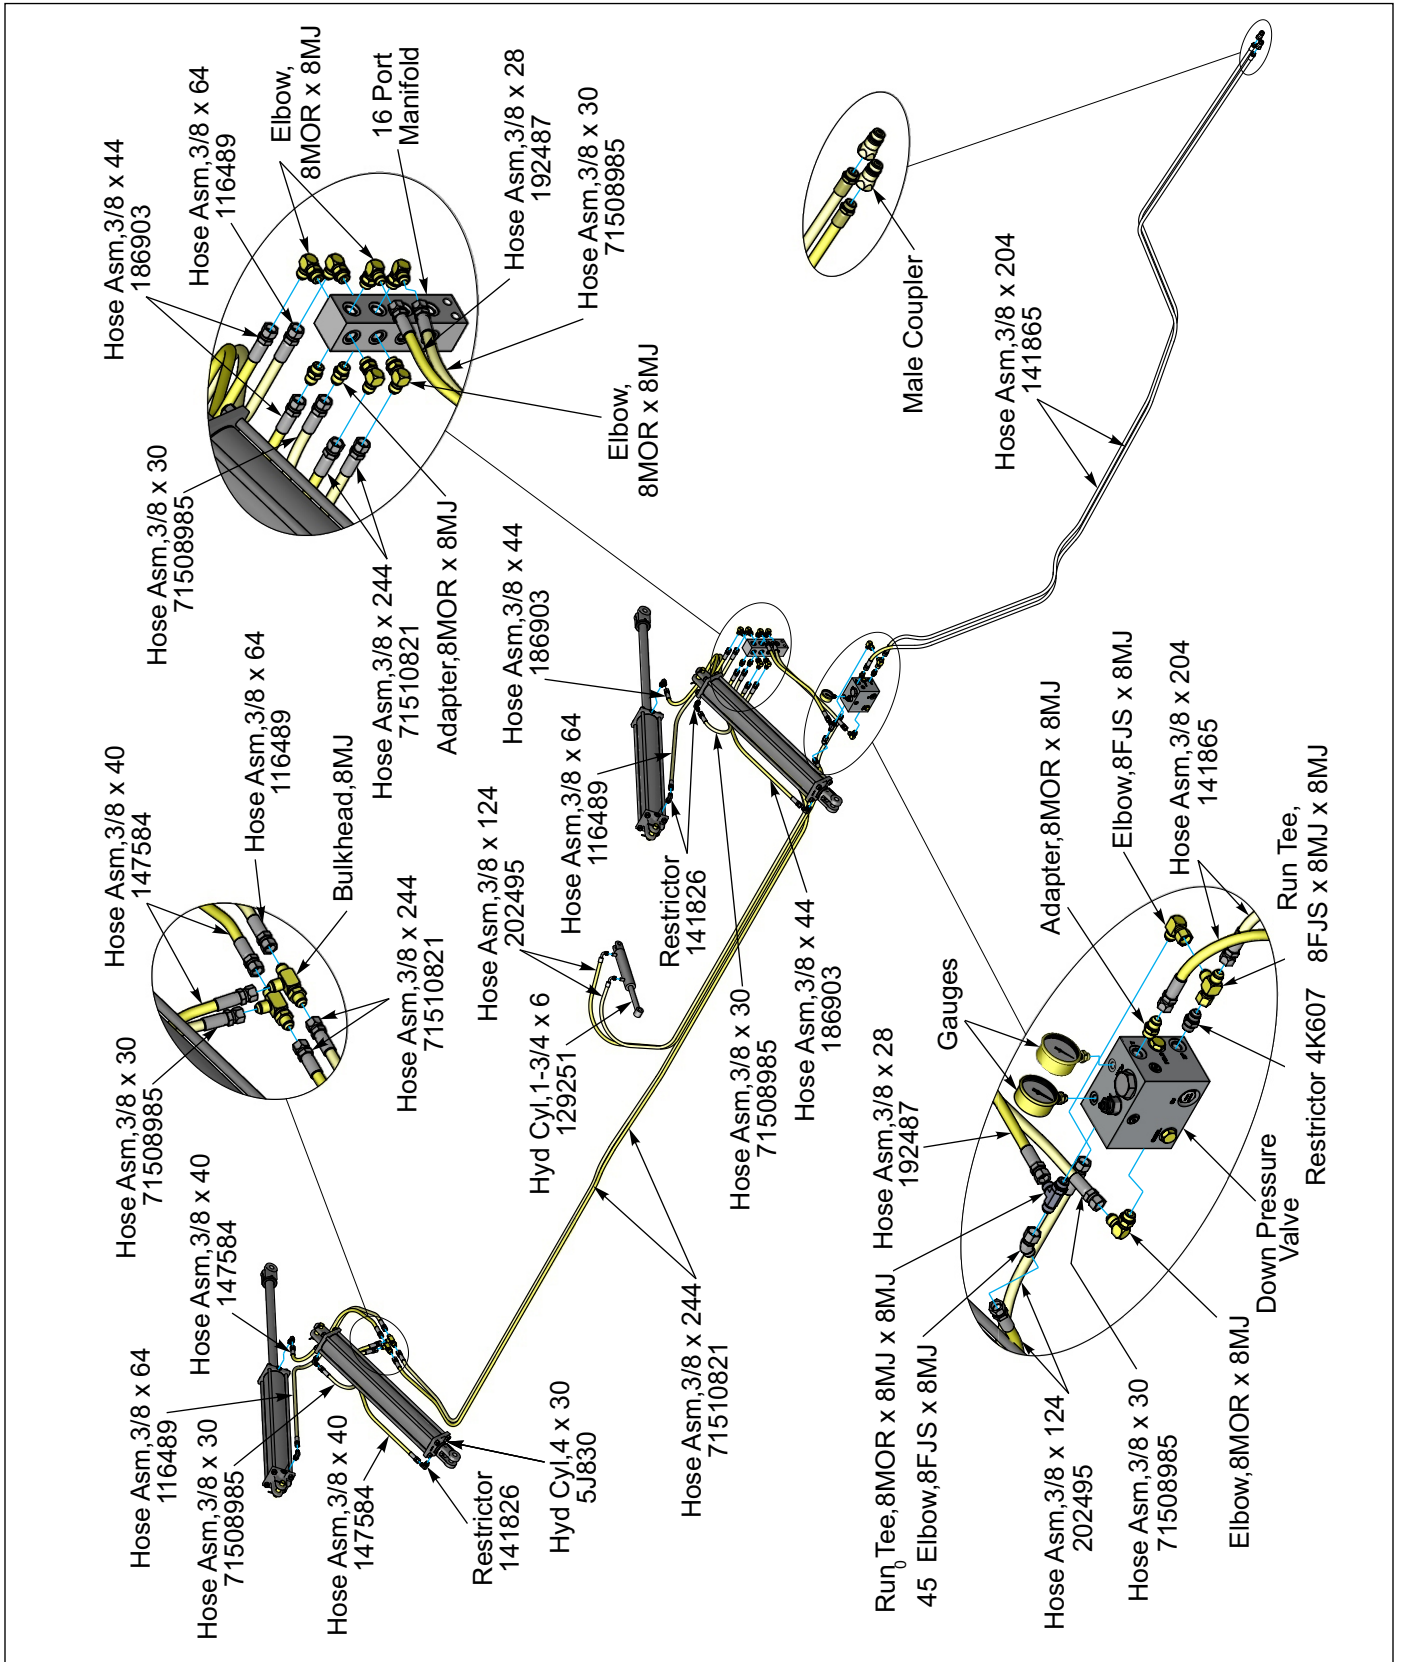 Hose Asm,3/8 x 44
186903
Hose Asm,3/8 x 64
116489
Elbow,
8MOR x 8MJ
16 Port
Manifold
Hose Asm,3/8 x 28
192487
Hose Asm,3/8 x 30
71508985
Elbow,
8MOR x 8MJ
Hose Asm,3/8 x 30
71508985
Hose Asm,3/8 x 244
71510821
Adapter,8MOR x 8MJ
Male Coupler
Hose Asm,3/8 x 204
141865
Hose Asm,3/8 x 40
147584
Hose Asm,3/8 x 64
116489
Bulkhead,8MJ
Hose Asm,3/8 x 244
71510821
Hose Asm,3/8 x 30
71508985
Hose Asm,3/8 x 44
186903
Hose Asm,3/8 x 64
116489
Restrictor
141826
Hose Asm,3/8 x 124
202495
Hyd Cyl,1-3/4 x 6
129251
Hose Asm,3/8 x 30
71508985
Hose Asm,3/8 x 44
186903
Hose Asm,3/8 x 40
147584
Hose Asm,3/8 x 64
116489
Hose Asm,3/8 x 30
71508985
Hose Asm,3/8 x 40
147584
Restrictor
141826
Hyd Cyl,4 x 30
5J830
Hose Asm,3/8 x 244
71510821
Adapter,8MOR x 8MJ
Elbow,8FJS x 8MJ
Hose Asm,3/8 x 204
141865
Run Tee,
8FJS x 8MJ x 8MJ
Gauges
Hose Asm,3/8 x 28
192487
Run Tee,8MOR x 8MJ x 8MJ
45⁰ Elbow,8FJS x 8MJ
Hose Asm,3/8 x 124
202495
Hose Asm,3/8 x 30
71508985
Elbow,8MOR x 8MJ
Down Pressure
Valve
Restrictor 4K607